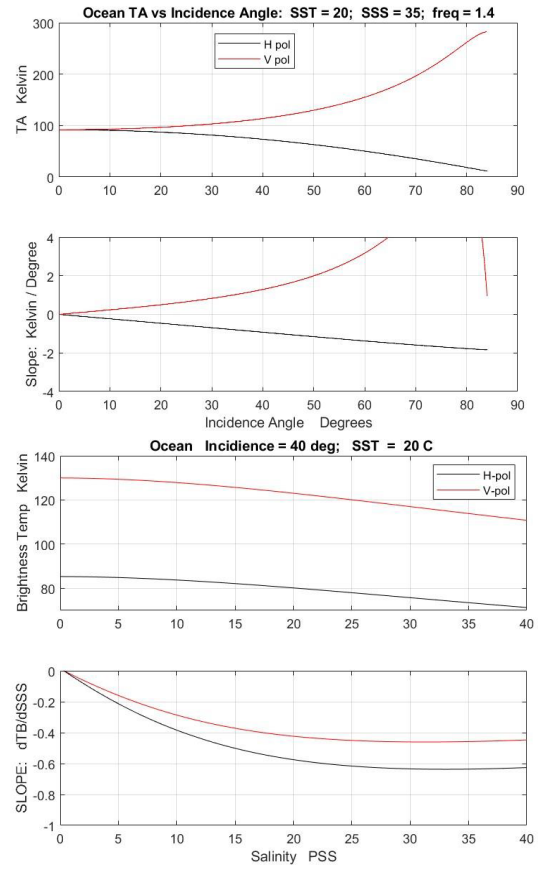 Ocean TA vs Incidence Angle: SST = 20; SSS = 35; freq = 1.4
300
200
100
0
TA Kelvin
H pol
V pol
0 10 20 30 40 50 60 70 80 90
4
2
0
-2
-4
Slope: Kelvin / Degree
0 10 20 30 40 50 60 70 80 90
Incidence Angle Degrees
Ocean Incidience = 40 deg; SST = 20 C
140
120
100
80
Brightness Temp Kelvin
H-pol
V-pol
0 5 10 15 20 25 30 35 40
0
-0.2
-0.4
-0.6
-0.8
-1
SLOPE: dTB/dSSS
0 5 10 15 20 25 30 35 40
Salinity PSS